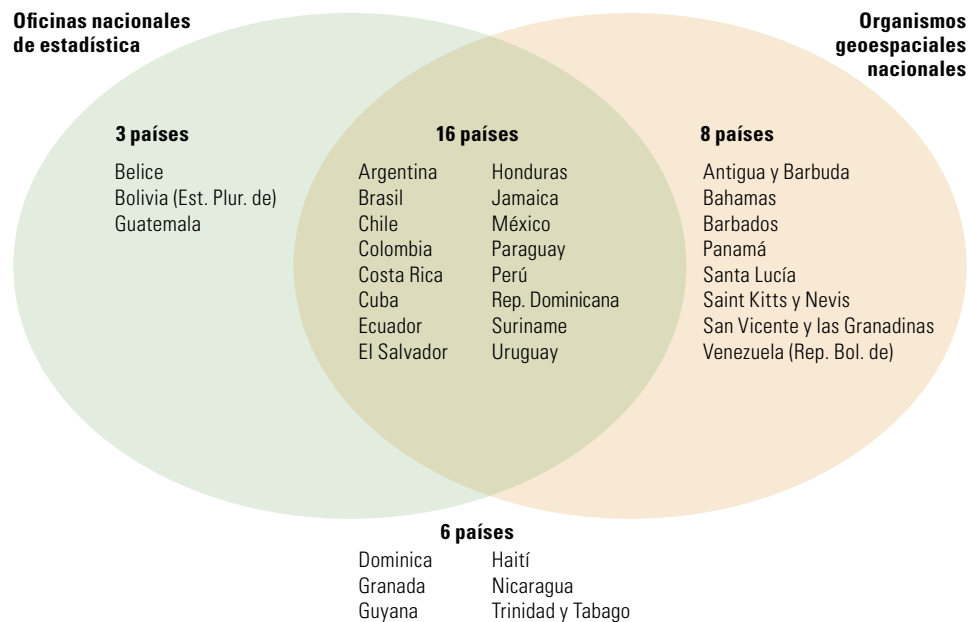 Oficinas nacionales
de estadística
Organismos
geoespaciales
nacionales
3 países
Belice
Bolivia (Est. Plur. de)
Guatemala
16 países
Argentina
Brasil
Chile
Colombia
Costa Rica
Cuba
Ecuador
El Salvador
Honduras
Jamaica
México
Paraguay
Perú
Rep. Dominicana
Suriname
Uruguay
8 países
Antigua y Barbuda
Bahamas
Barbados
Panamá
Santa Lucía
Saint Kitts y Nevis
San Vicente y las Granadinas
Venezuela (Rep. Bol. de)
6 países
Dominica
Granada
Guyana
Haití
Nicaragua
Trinidad y Tabago